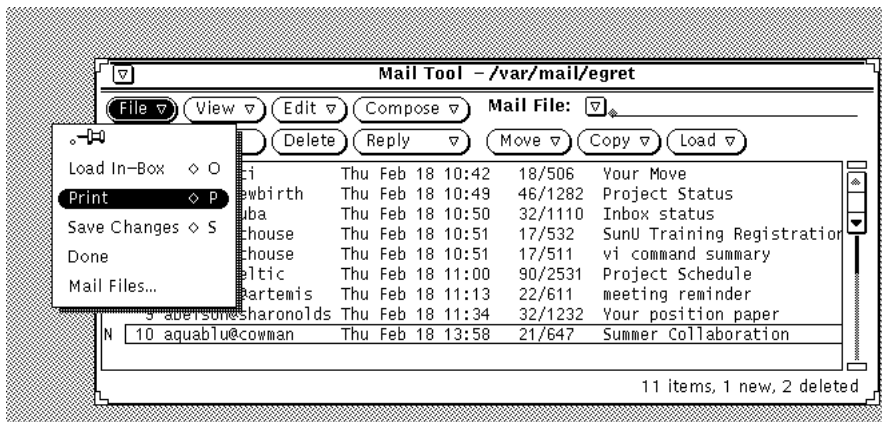 Mail Tool - /var/mail/egret
File View Edit Compose Mail File:
Delete Reply Move Copy Load
Load In-Box ◇ O
Print ◇ P
Save Changes ◇ S
Done
Mail Files...
Thu Feb 18 10:42 18/506 Your Move
Thu Feb 18 10:49 46/1282 Project Status
Thu Feb 18 10:50 32/1110 Inbox status
Thu Feb 18 10:51 17/532 SunU Training Registration
Thu Feb 18 10:51 17/511 vi command summary
Thu Feb 18 11:00 90/2531 Project Schedule
@artemis Thu Feb 18 11:13 22/611 meeting reminder
9 aberson@sharonolds Thu Feb 18 11:34 32/1232 Your position paper
N 10 aquablu@cowman Thu Feb 18 13:58 21/647 Summer Collaboration
11 items, 1 new, 2 deleted